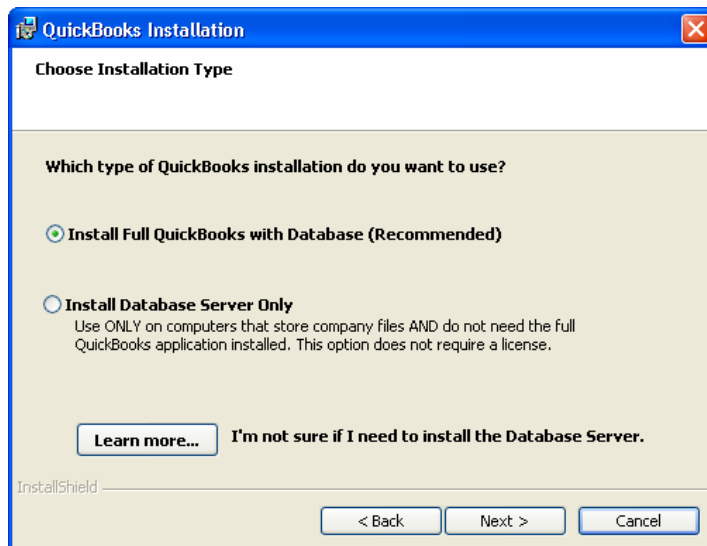 QuickBooks Installation
Choose Installation Type
Which type of QuickBooks installation do you want to use?
Install Full QuickBooks with Database (Recommended)
Install Database Server Only
Use ONLY on computers that store company files AND do not need the full
QuickBooks application installed. This option does not require a license.
Learn more... I'm not sure if I need to install the Database Server.
InstallShield
< Back Next > Cancel